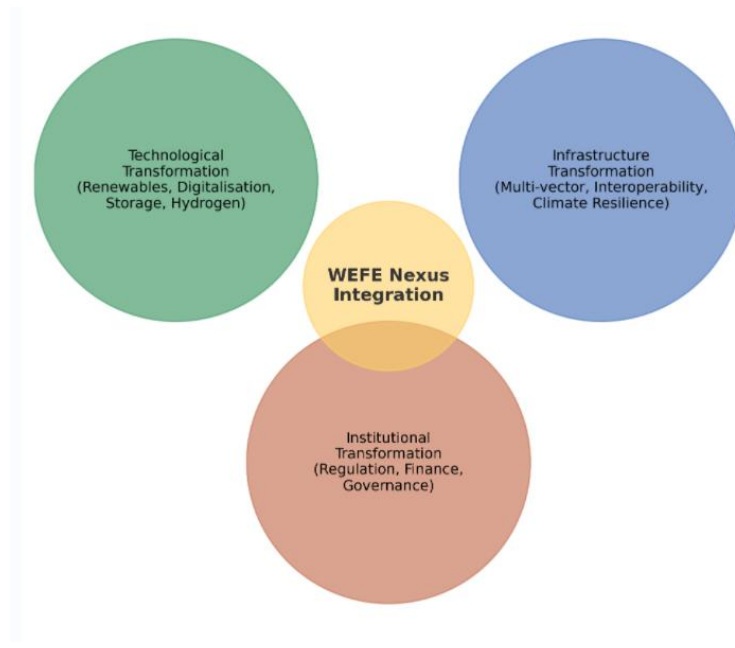 Technological
Transformation
(Renewables, Digitalisation,
Storage, Hydrogen)
Infrastructure
Transformation
(Multi-vector, Interoperability,
Climate Resilience)
WEFE Nexus
Integration
Institutional
Transformation
(Regulation, Finance,
Governance)